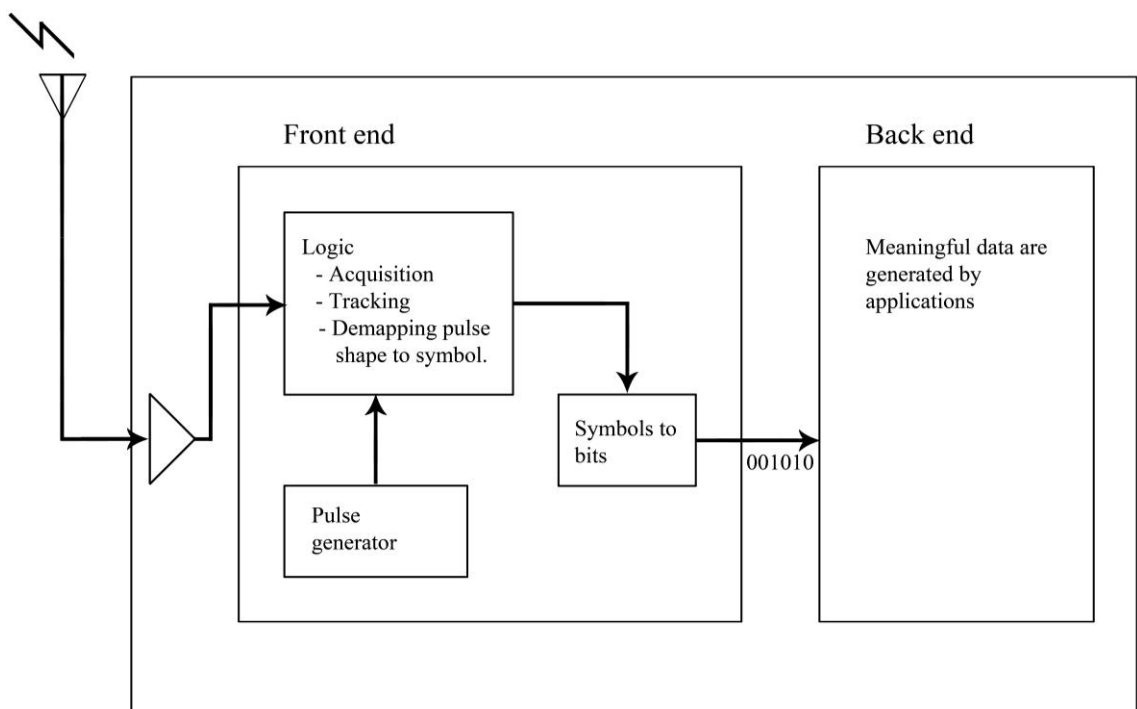 Front end
Back end
Logic
- Acquisition
- Tracking
- Demapping pulse
shape to symbol.
Meaningful data are
generated by
applications
Symbols to
bits
001010
Pulse
generator